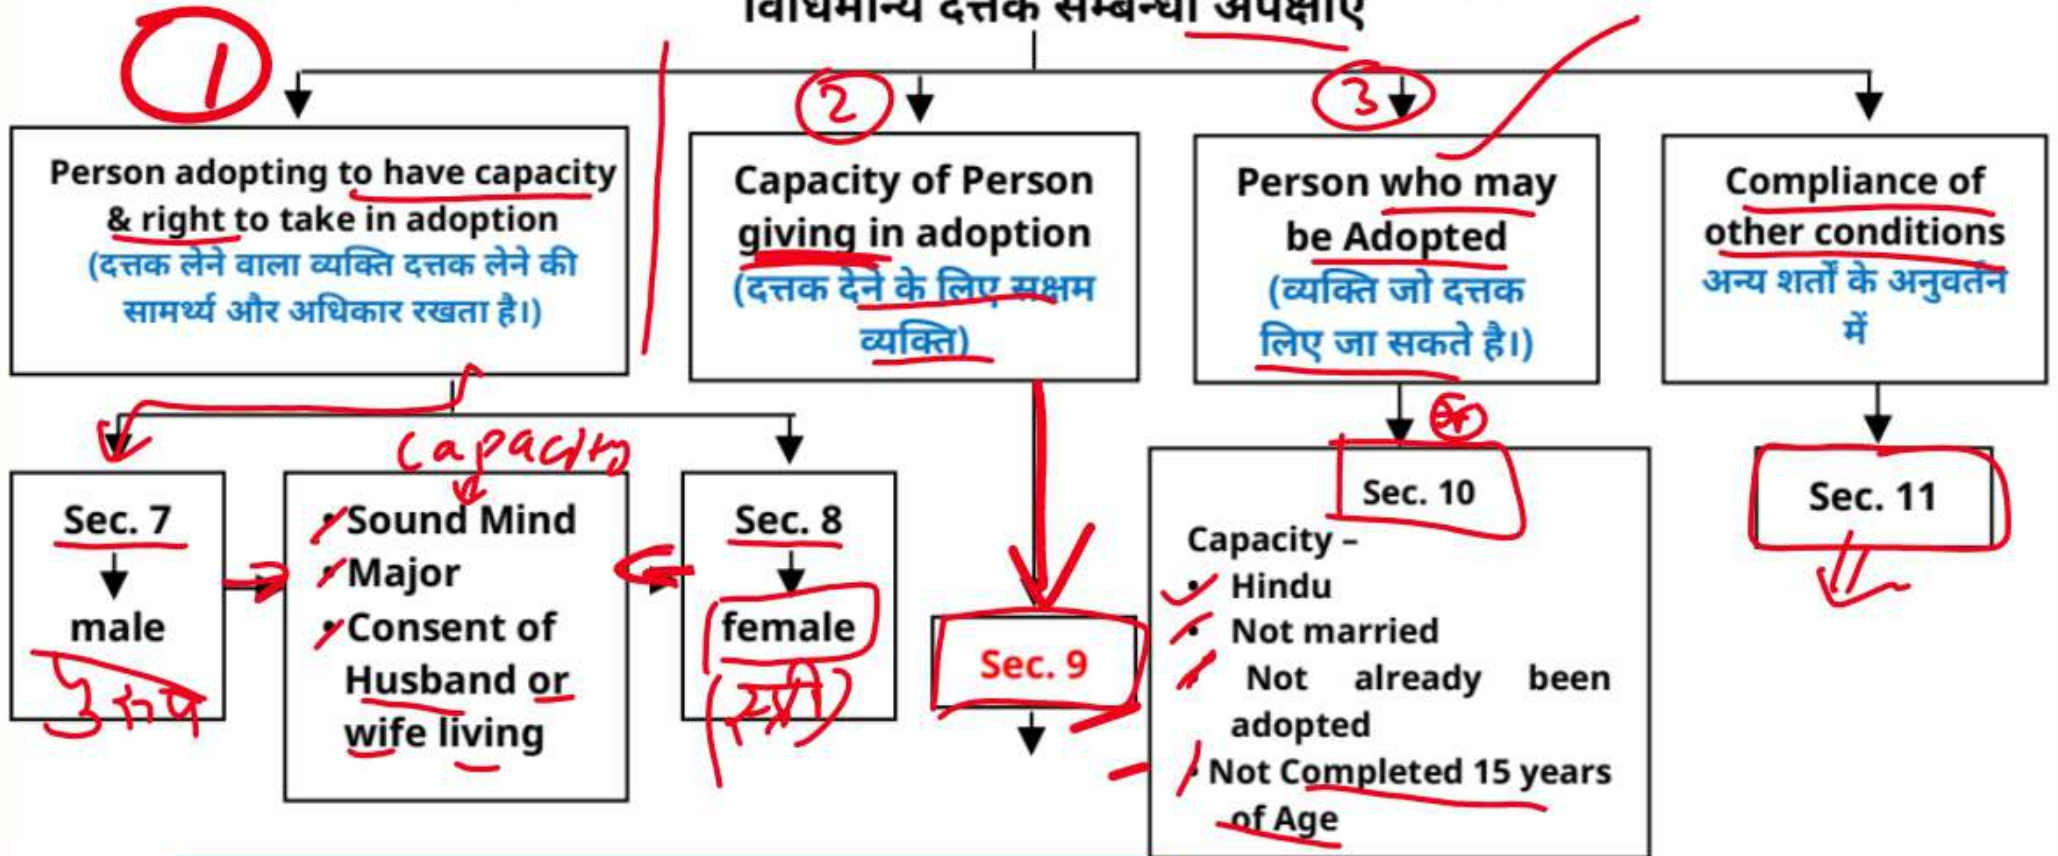 विधिमान्य दत्तक सम्बन्धी अपेक्षाएँ
1
2
3
Person adopting to have capacity
& right to take in adoption
(दत्तक लेने वाला व्यक्ति दत्तक लेने की
सामर्थ्य और अधिकार रखता है।)
Capacity of Person
giving in adoption
(दत्तक देने के लिए सक्षम
व्यक्ति)
Person who may
be Adopted
(व्यक्ति जो दत्तक
लिए जा सकते है।)
Compliance of
other conditions
अन्य शर्तों के अनुवर्तन
में
Sec. 7
male
capacity
•Sound Mind
•Major
•Consent of
Husband or
wife living
Sec. 8
female
Sec. 9
Sec. 10
Capacity –
• Hindu
• Not married
• Not already been
adopted
• Not Completed 15 years
of Age
Sec. 11